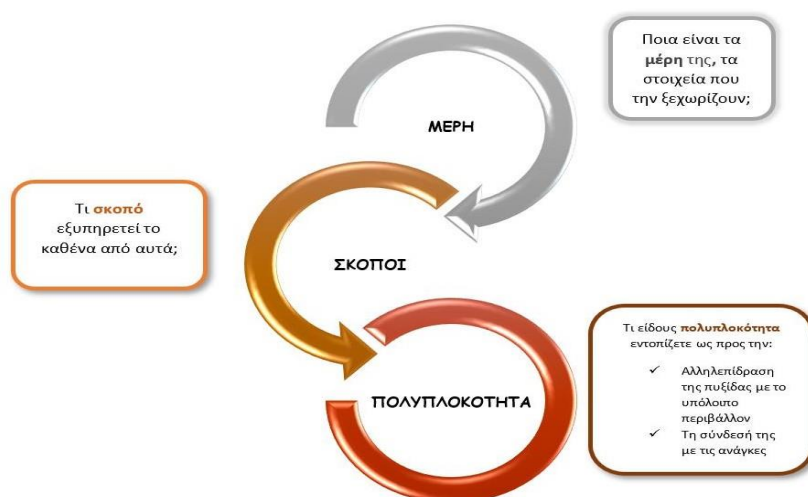 Ποια είναι τα
μέρη της, τα
στοιχεία που
την ξεχωρίζουν;
ΜΕΡΗ
Τι σκοπό
εξυπηρετεί το
καθένα από αυτά;
ΣΚΟΠΟΙ
Τι είδους πολυπλοκότητα
εντοπίζετε ως προς την:
✓ Αλληλεπίδραση
της πυξίδας με το
υπόλοιπο
περιβάλλον
✓ Τη σύνδεσή της
με τις ανάγκες
ΠΟΛΥΠΛΟΚΟΤΗΤΑ